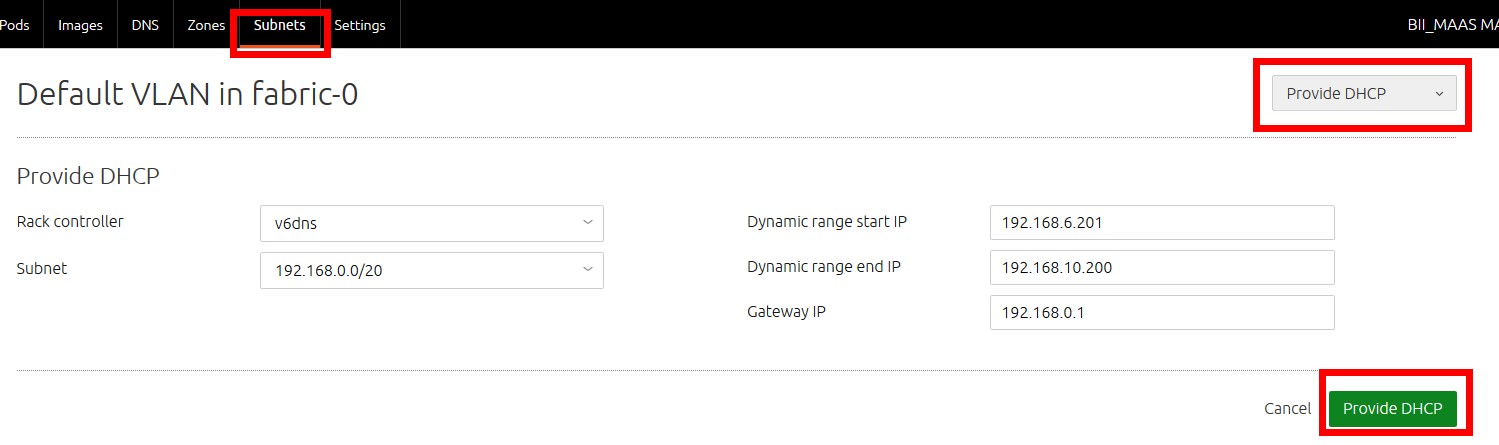 Pods Images DNS Zones Subnets Settings BII_MAAS MA
Default VLAN in fabric-0 Provide DHCP
Provide DHCP
Rack controller v6dns Dynamic range start IP 192.168.6.201
Subnet 192.168.0.0/20 Dynamic range end IP 192.168.10.200
Gateway IP 192.168.0.1
Cancel Provide DHCP